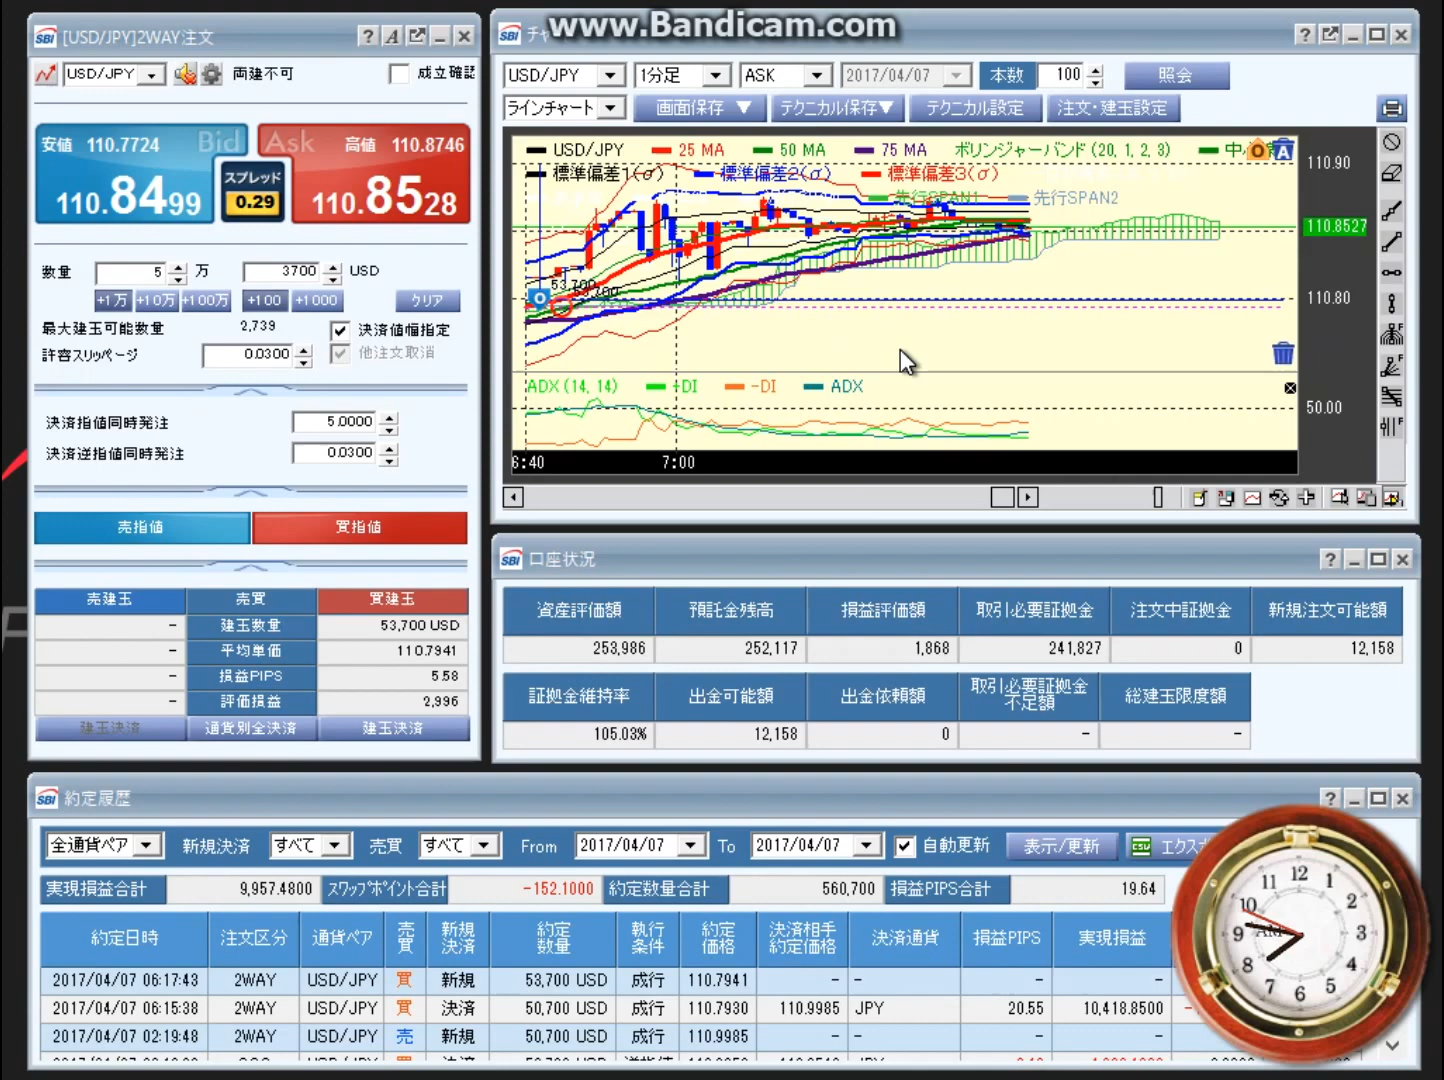 www.Bandicam.com
SBI [USD/JPY]2WAY注文
USD/JPY 両建不可 成立確認
安値 110.7724 Bid Ask 高値 110.8746
110.8499 スプレッド 0.29 110.8528
数量 5 万 3700 USD
+1万 +10万 +100万 +100 +1000 クリア
最大建玉可能数量 2,739 決済値幅指定
許容スリッページ 0.0300 他注文取消
決済指値同時発注 5.0000
決済逆指値同時発注 0.0300
売指値 買指値
売建玉 売買 買建玉
- 建玉数量 53,700 USD
- 平均単価 110.7941
- 損益PIPS 5.58
- 評価損益 2,996
建玉決済 通貨別全決済 建玉決済
SBI チャ
USD/JPY 1分足 ASK 2017/04/07 本数 100 照会
ラインチャート 画面保存 ▼ テクニカル保存▼ テクニカル設定 注文・建玉設定
USD/JPY 25 MA 50 MA 75 MA ボリンジャーバンド (20, 1, 2, 3) 中
標準偏差1(σ) 標準偏差2(σ) 標準偏差3(σ)
先行SPAN1 先行SPAN2
110.90
110.8527
53,700
53,700
110.80
ADX (14, 14) +DI -DI ADX
50.00
6:40 7:00
SBI 口座状況
資産評価額 預託金残高 損益評価額 取引必要証拠金 注文中証拠金 新規注文可能額
253,986 252,117 1,868 241,827 0 12,158
証拠金維持率 出金可能額 出金依頼額 取引必要証拠金不足額 総建玉限度額
105.03% 12,158 0 - -
SBI 約定履歴
全通貨ペア 新規決済 すべて 売買 すべて From 2017/04/07 To 2017/04/07 自動更新 表示/更新 CSV エクス
実現損益合計 9,957.4800 スワップポイント合計 -152.1000 約定数量合計 560,700 損益PIPS合計 19.64
約定日時 注文区分 通貨ペア 売買 新規決済 約定数量 執行条件 約定価格 決済相手約定価格 決済通貨 損益PIPS 実現損益
2017/04/07 06:17:43 2WAY USD/JPY 買 新規 53,700 USD 成行 110.7941 - - - -
2017/04/07 06:15:38 2WAY USD/JPY 買 決済 50,700 USD 成行 110.7930 110.9985 JPY 20.55 10,418.8500
2017/04/07 02:19:48 2WAY USD/JPY 売 新規 50,700 USD 成行 110.9985 - - - -
12 1 2 3 4 5 6 7 8 9 10 11
AM